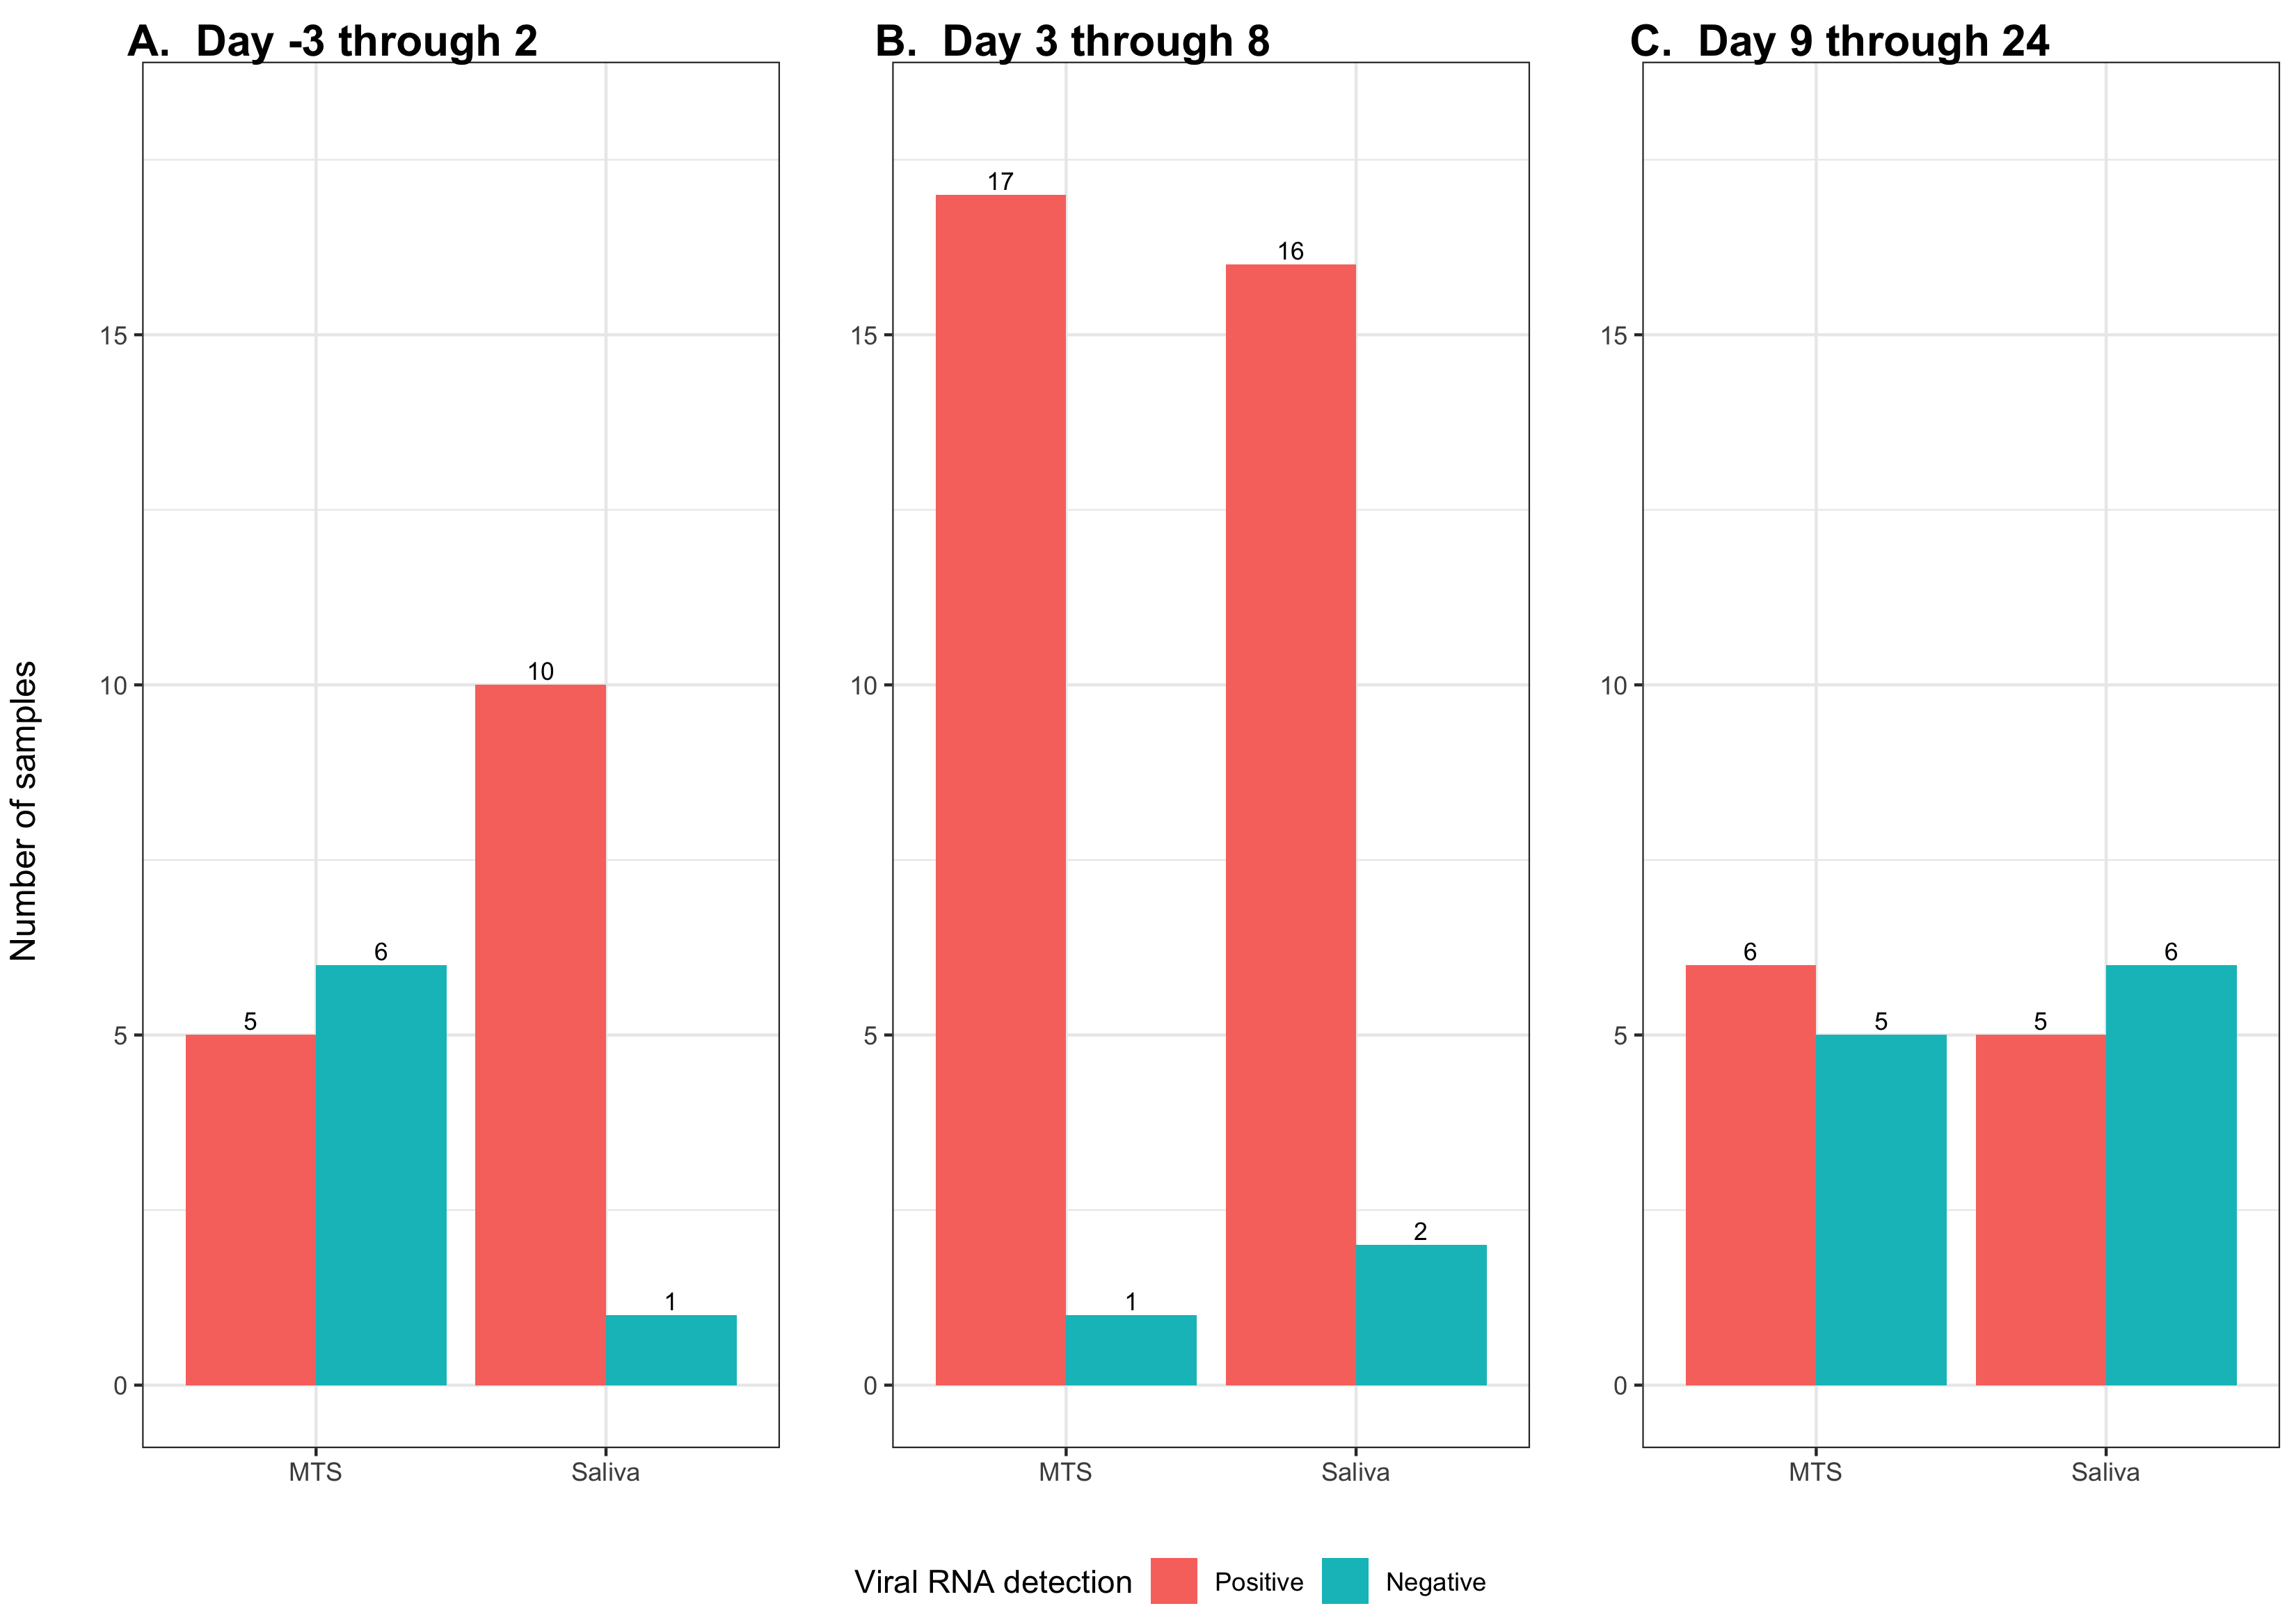 A. Day -3 through 2
B. Day 3 through 8
C. Day 9 through 24
Number of samples
15
10
5
0
5
6
10
1
MTS
Saliva
15
10
5
0
17
1
16
2
MTS
Saliva
15
10
5
0
6
5
5
6
MTS
Saliva
Viral RNA detection Positive Negative